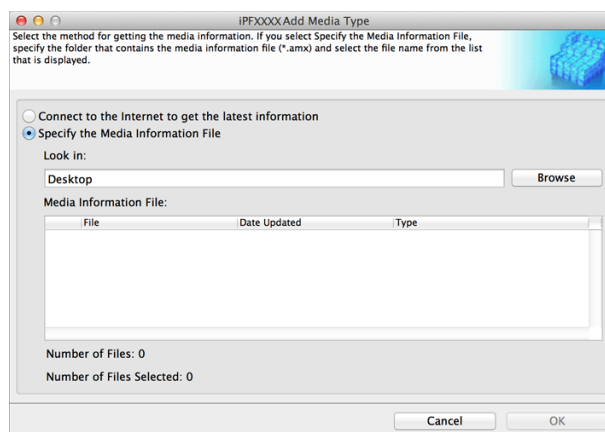 iPFXXXX Add Media Type
Select the method for getting the media information. If you select Specify the Media Information File,
specify the folder that contains the media information file (*.amx) and select the file name from the list
that is displayed.
Connect to the Internet to get the latest information
Specify the Media Information File
Look in:
Desktop Browse
Media Information File:
File Date Updated Type
Number of Files: 0
Number of Files Selected: 0
Cancel OK